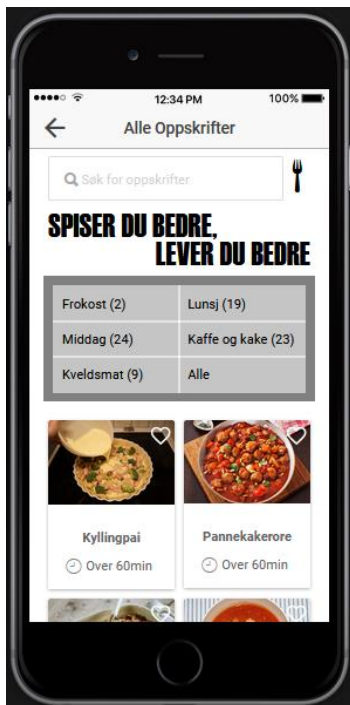 12:34 PM
100%
Alle Oppskrifter
Søk for oppskrifter
SPISER DU BEDRE,
LEVER DU BEDRE
Frokost (2)
Lunsj (19)
Middag (24)
Kaffe og kake (23)
Kveldsmat (9)
Alle
Kyllingpai
Pannekakerore
Over 60min
Over 60min